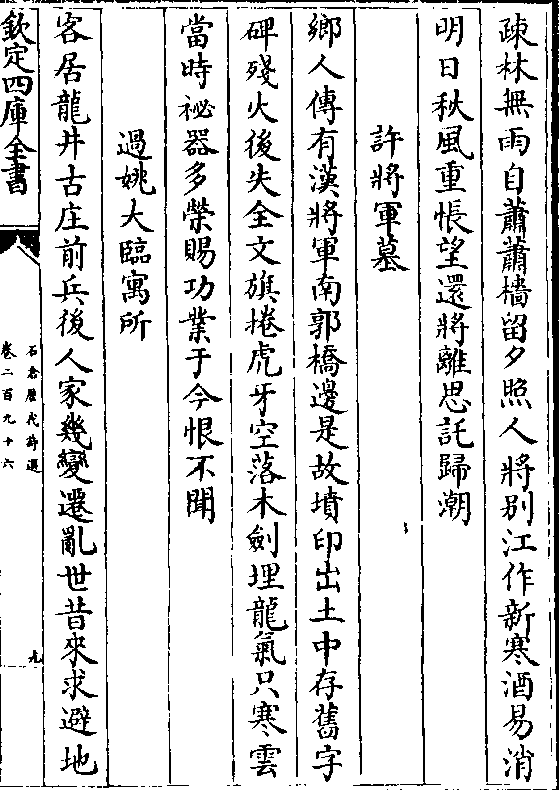 疎林無雨自蕭蕭檣留夕照人將别江作新寒酒易消
明日秋風重悵望還將離思託歸潮
許將軍墓
鄉人傳有漢將軍南郭橋邊是故墳印出土中存舊字
碑殘火後失全文旗捲虎牙空落木劍埋龍氣只寒雲
當時祕器多榮賜功業于今恨不聞
過姚大臨寓所
客居龍井古庄前兵後人家幾變遷亂世昔來求避地
欽定四庫全書
石倉歷代詩選
卷二百九十六
九